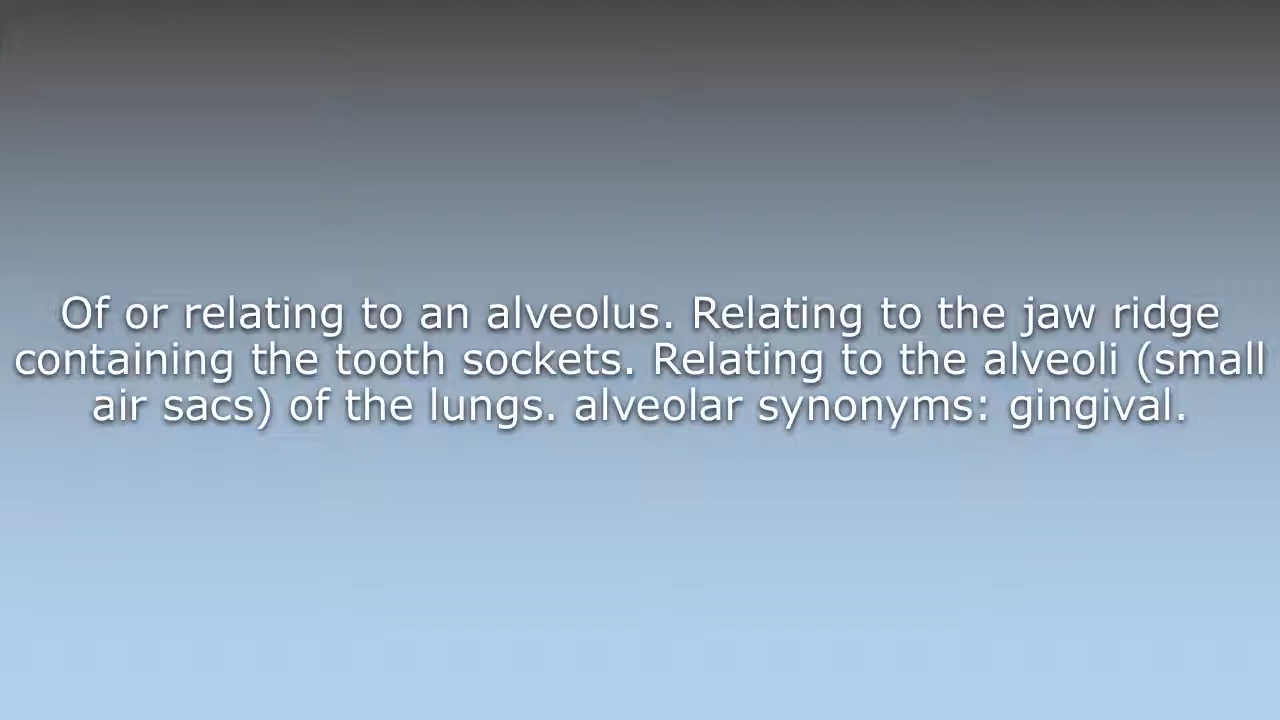 Of or relating to an alveolus. Relating to the jaw ridge
containing the tooth sockets. Relating to the alveoli (small
air sacs) of the lungs. alveolar synonyms: gingival.